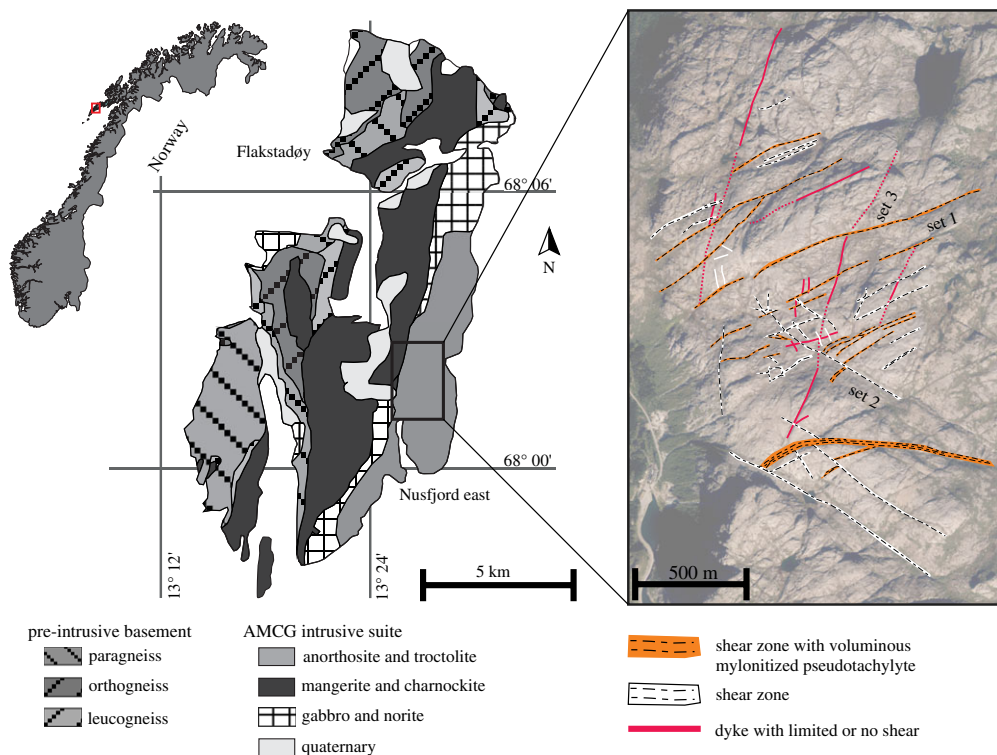 Norway
Flakstadøy
68° 06'
N
68° 00'
Nusfjord east
13° 12'
13° 24'
5 km
set 3
set 1
set 2
500 m
pre-intrusive basement
paragneiss
orthogneiss
leucogneiss
AMCG intrusive suite
anorthosite and troctolite
mangerite and charnockite
gabbro and norite
quaternary
shear zone with voluminous
mylonitized pseudotachylyte
shear zone
dyke with limited or no shear